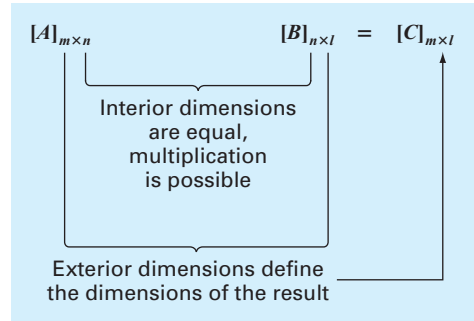 [A]m×n [B]n×l = [C]m×l
Interior dimensions
are equal,
multiplication
is possible
Exterior dimensions define
the dimensions of the result